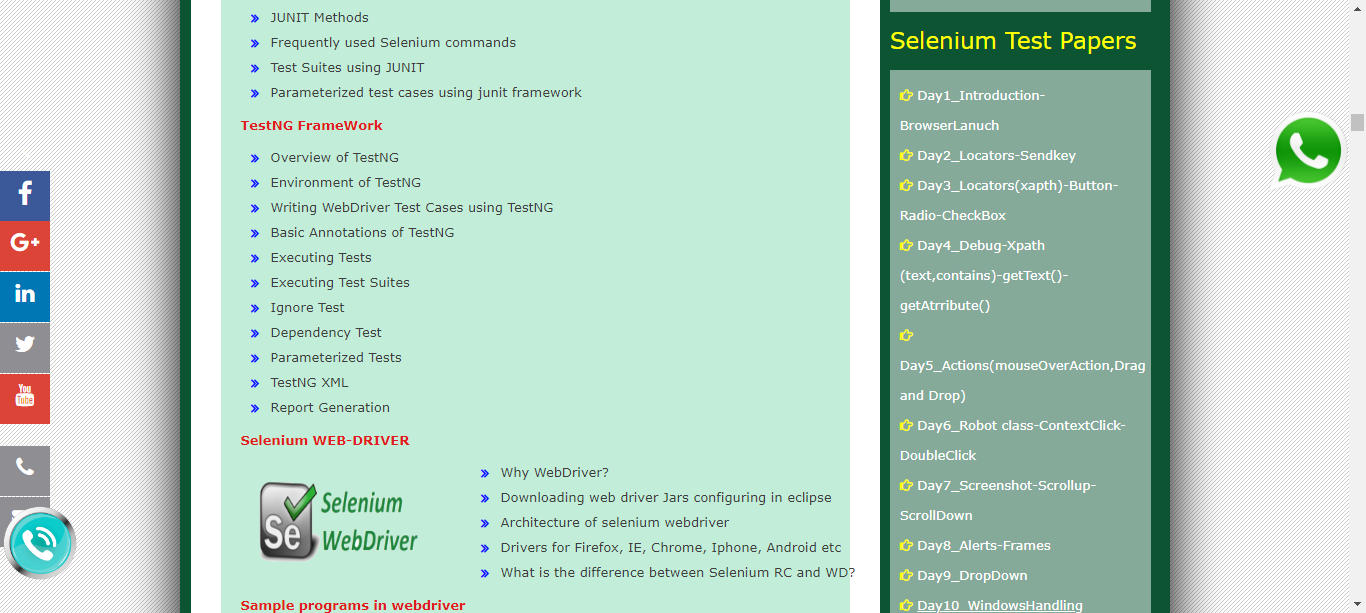 JUNIT Methods
Frequently used Selenium commands
Test Suites using JUNIT
Parameterized test cases using junit framework
TestNG FrameWork
Overview of TestNG
Environment of TestNG
Writing WebDriver Test Cases using TestNG
Basic Annotations of TestNG
Executing Tests
Executing Test Suites
Ignore Test
Dependency Test
Parameterized Tests
TestNG XML
Report Generation
Selenium WEB-DRIVER
Se
Selenium
WebDriver
Why WebDriver?
Downloading web driver Jars configuring in eclipse
Architecture of selenium webdriver
Drivers for Firefox, IE, Chrome, Iphone, Android etc
What is the difference between Selenium RC and WD?
Sample programs in webdriver
Selenium Test Papers
Day1_Introduction-
BrowserLanuch
Day2_Locators-Sendkey
Day3_Locators(xapth)-Button-
Radio-CheckBox
Day4_Debug-Xpath
(text,contains)-getText()-
getAtrribute()
Day5_Actions(mouseOverAction,Drag
and Drop)
Day6_Robot class-ContextClick-
DoubleClick
Day7_Screenshot-Scrollup-
ScrollDown
Day8_Alerts-Frames
Day9_DropDown
Day10_WindowsHandling
f
G+
in
You
Tube